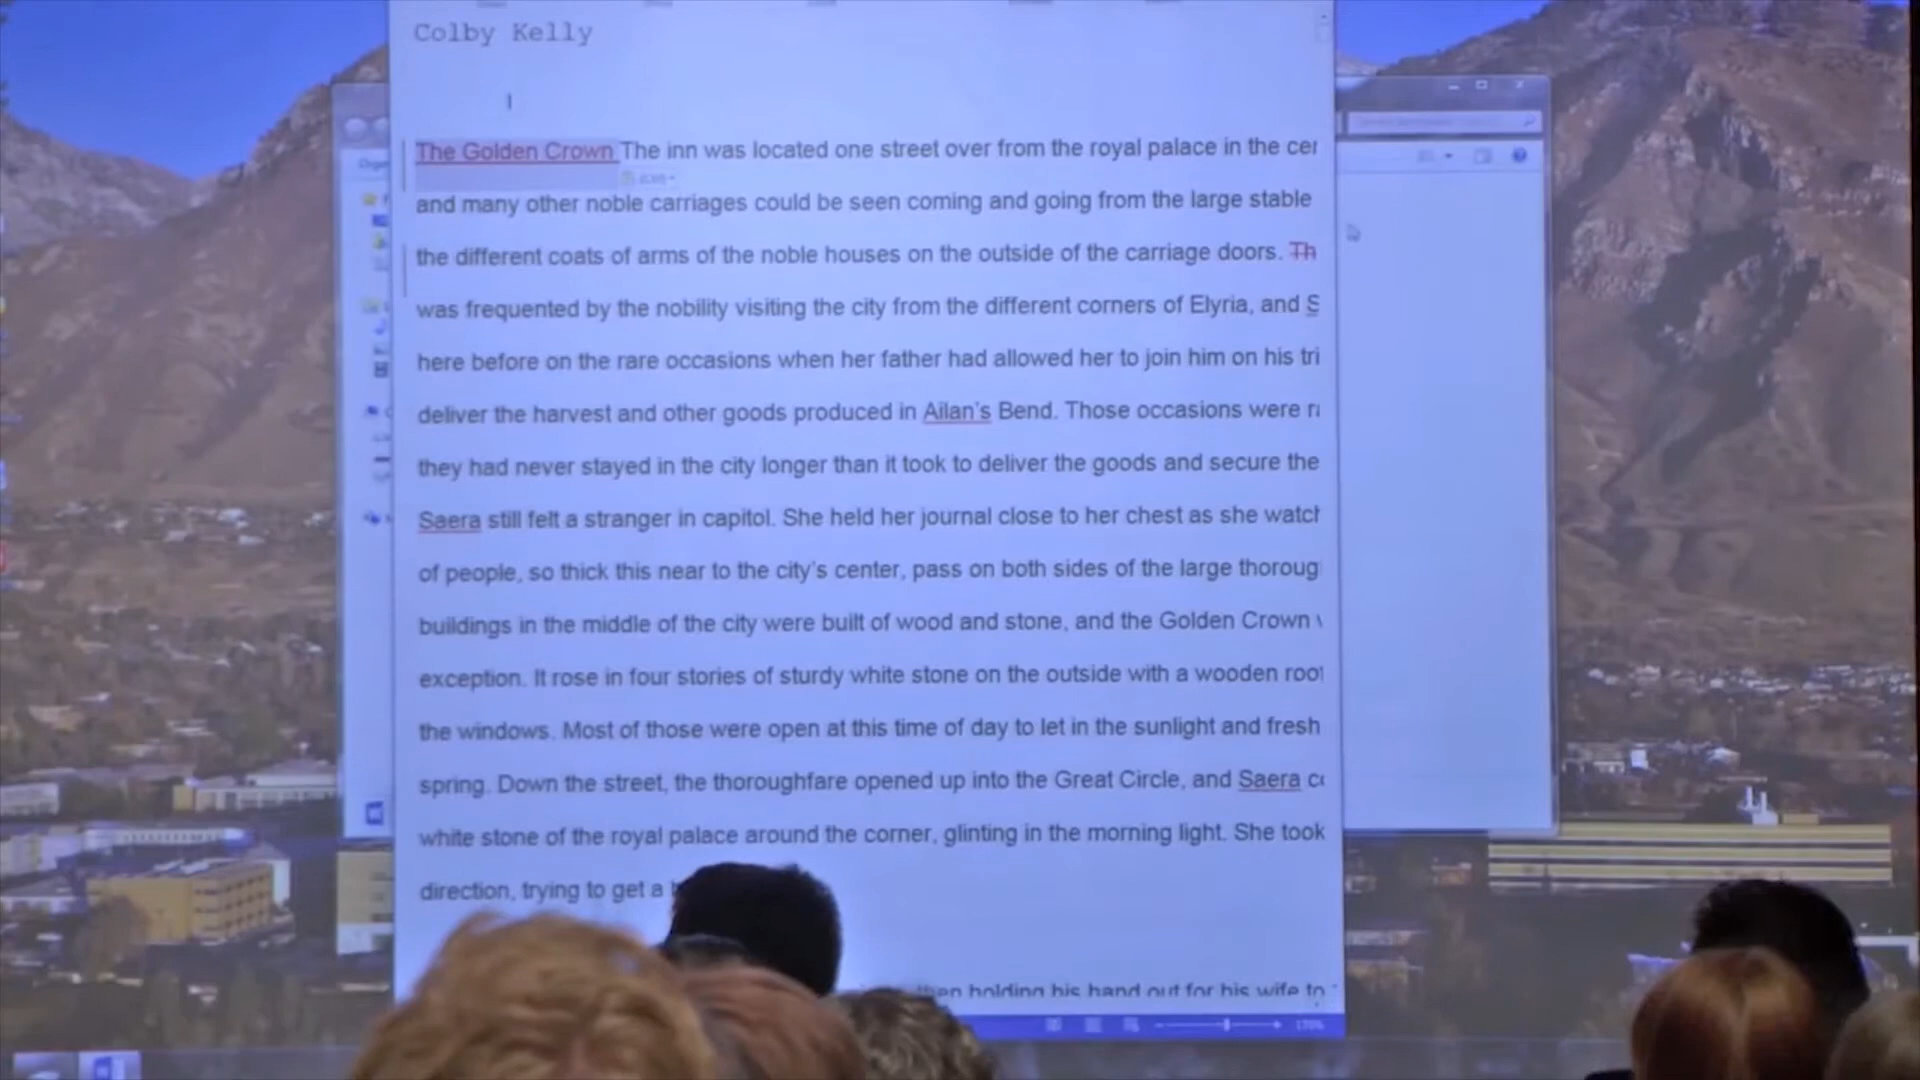 Colby Kelly
The Golden Crown The inn was located one street over from the royal palace in the cer
and many other noble carriages could be seen coming and going from the large stable
the different coats of arms of the noble houses on the outside of the carriage doors. Th
was frequented by the nobility visiting the city from the different corners of Elyria, and S
here before on the rare occasions when her father had allowed her to join him on his tri
deliver the harvest and other goods produced in Ailan's Bend. Those occasions were
they had never stayed in the city longer than it took to deliver the goods and secure the
Saera still felt a stranger in capitol. She held her journal close to her chest as she watch
of people, so thick this near to the city's center, pass on both sides of the large thoroug
buildings in the middle of the city were built of wood and stone, and the Golden Crown
exception. It rose in four stories of sturdy white stone on the outside with a wooden roof
the windows. Most of those were open at this time of day to let in the sunlight and fresh
spring. Down the street, the thoroughfare opened up into the Great Circle, and Saera
white stone of the royal palace around the corner, glinting in the morning light. She took
direction, trying to get a
then holding his hand out for his wife to
170%